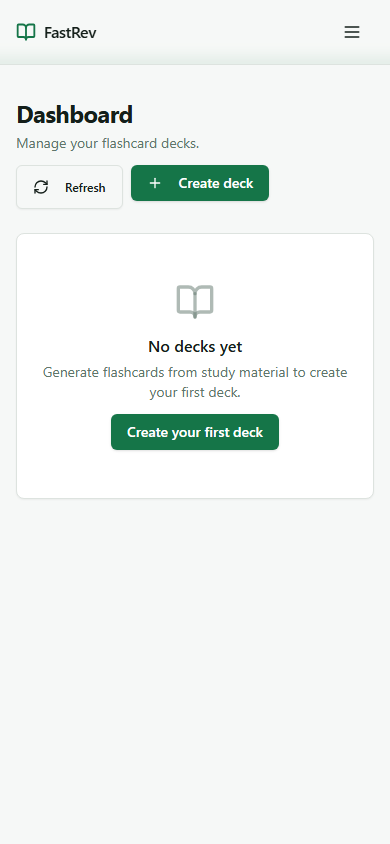 FastRev
Dashboard
Manage your flashcard decks.
Refresh
Create deck
No decks yet
Generate flashcards from study material to create
your first deck.
Create your first deck